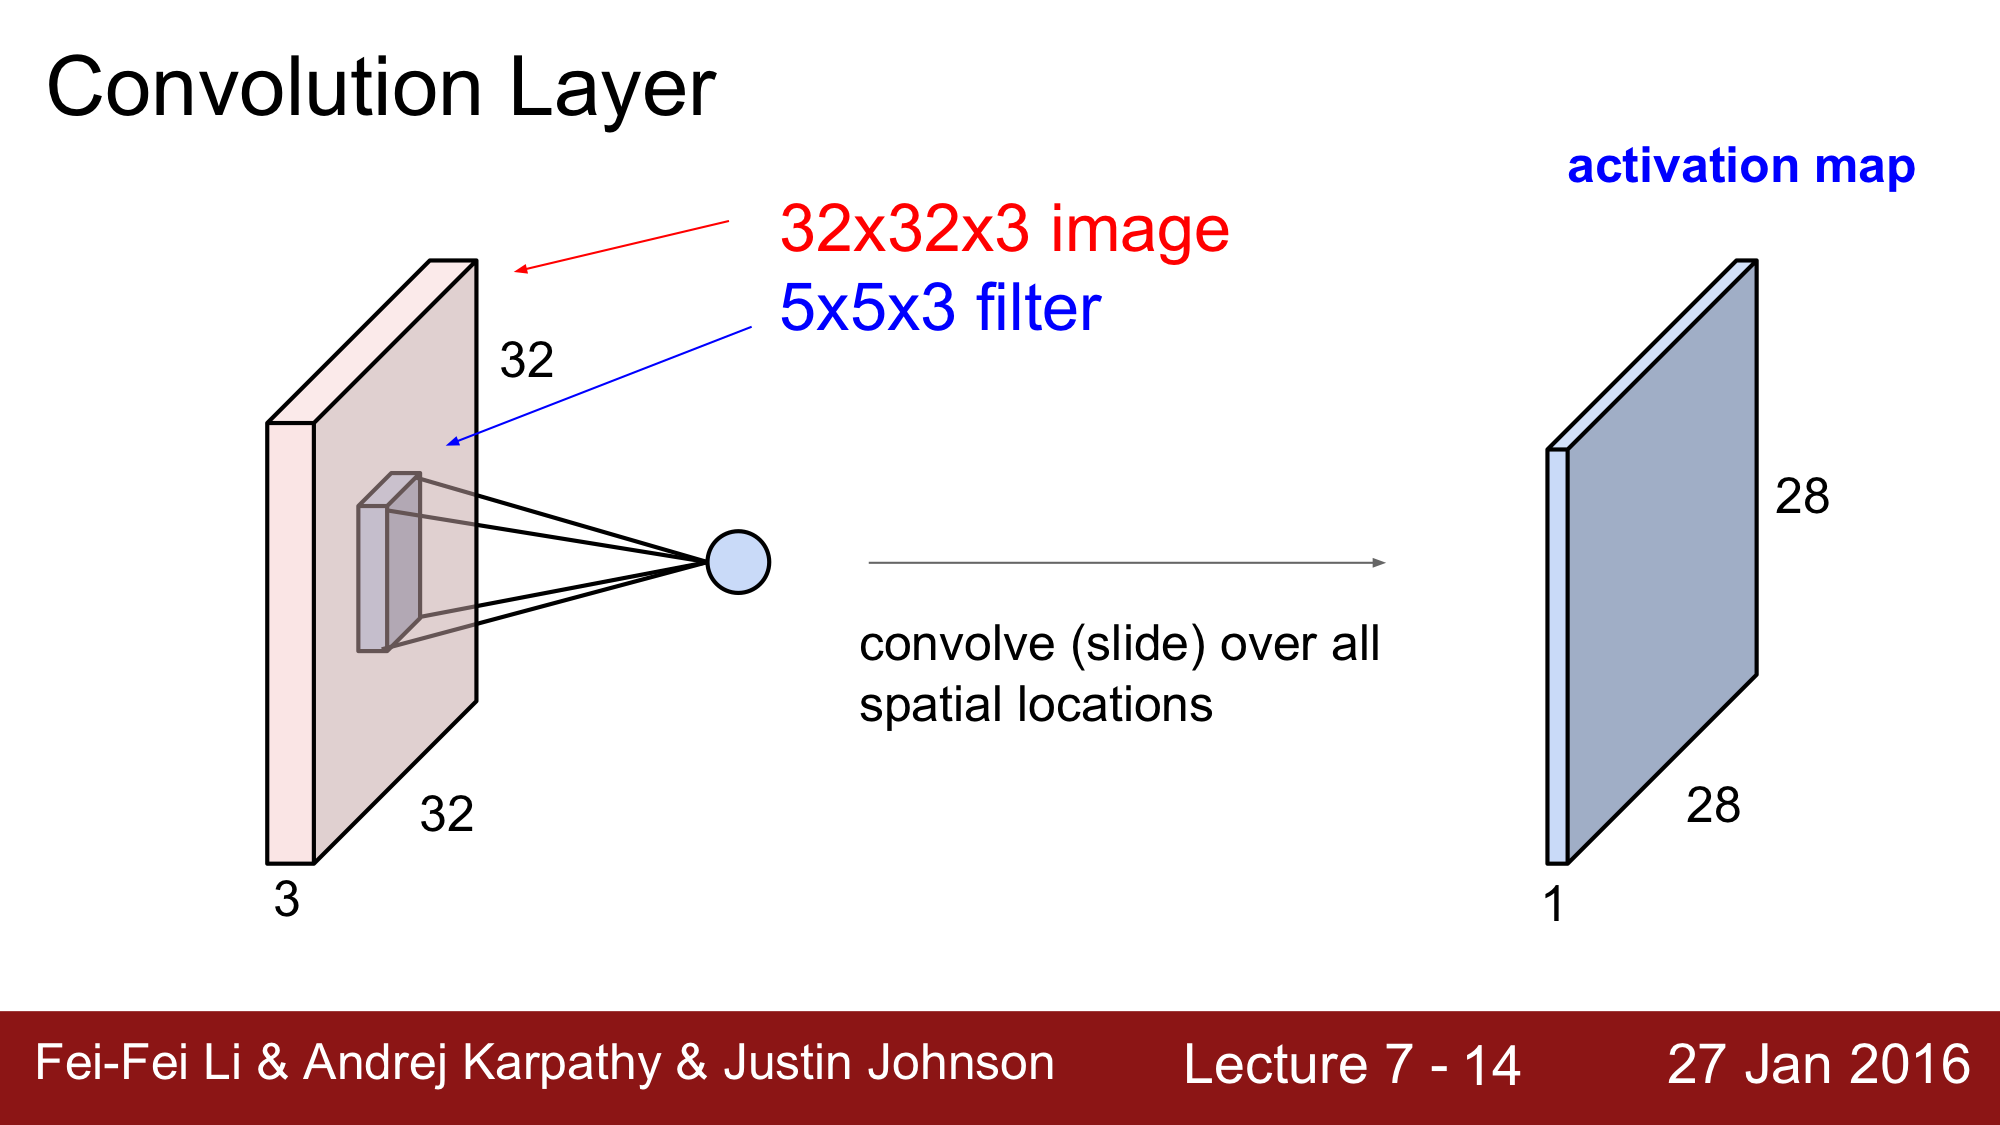 Convolution Layer
activation map
32x32x3 image
5x5x3 filter
32
28
convolve (slide) over all
spatial locations
32
28
3
1
Fei-Fei Li & Andrej Karpathy & Justin Johnson
Lecture 7 - 14
27 Jan 2016